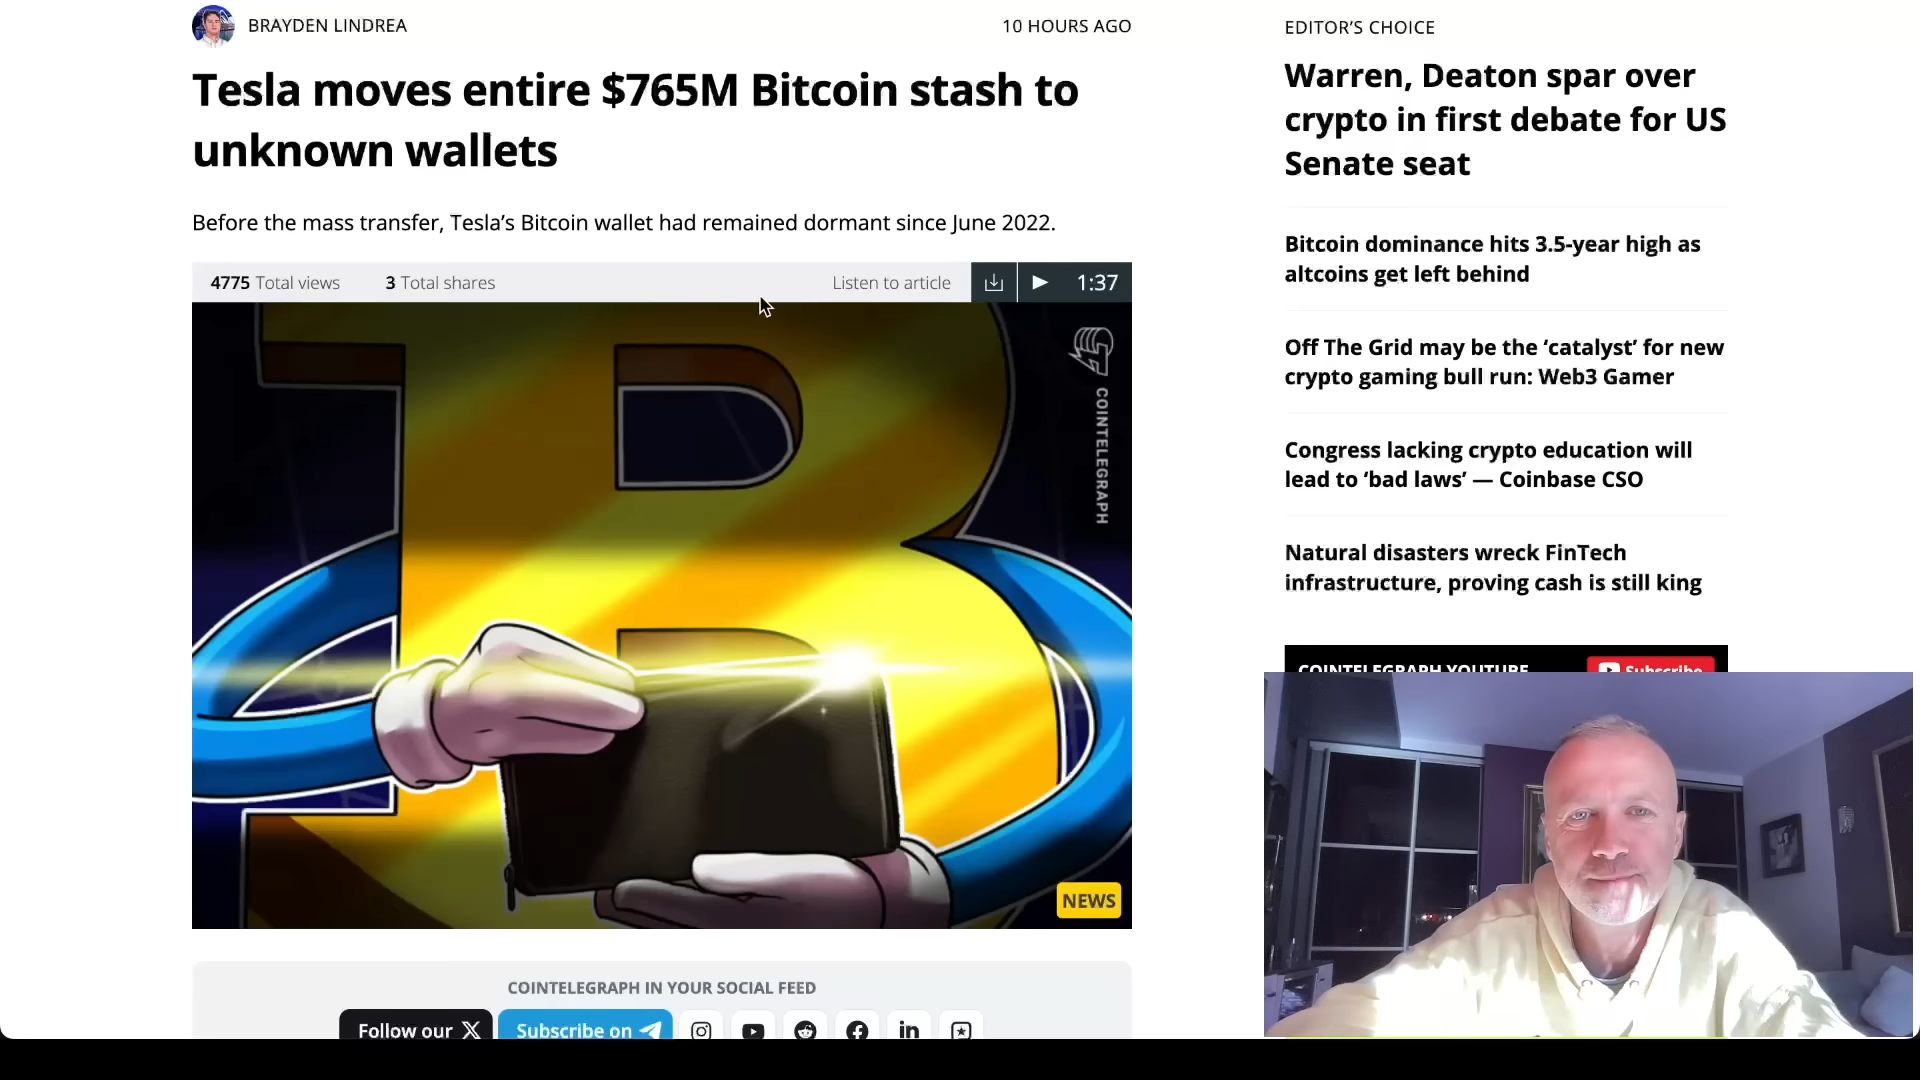 BRAYDEN LINDREA
10 HOURS AGO
Tesla moves entire $765M Bitcoin stash to
unknown wallets
Before the mass transfer, Tesla’s Bitcoin wallet had remained dormant since June 2022.
4775 Total views
3 Total shares
Listen to article
1:37
COINTELEGRAPH
NEWS
COINTELEGRAPH IN YOUR SOCIAL FEED
Follow our X
Subscribe on
EDITOR’S CHOICE
Warren, Deaton spar over
crypto in first debate for US
Senate seat
Bitcoin dominance hits 3.5-year high as
altcoins get left behind
Off The Grid may be the ‘catalyst’ for new
crypto gaming bull run: Web3 Gamer
Congress lacking crypto education will
lead to ‘bad laws’ — Coinbase CSO
Natural disasters wreck FinTech
infrastructure, proving cash is still king
COINTELEGRAPH YOUTUBE
Subscribe